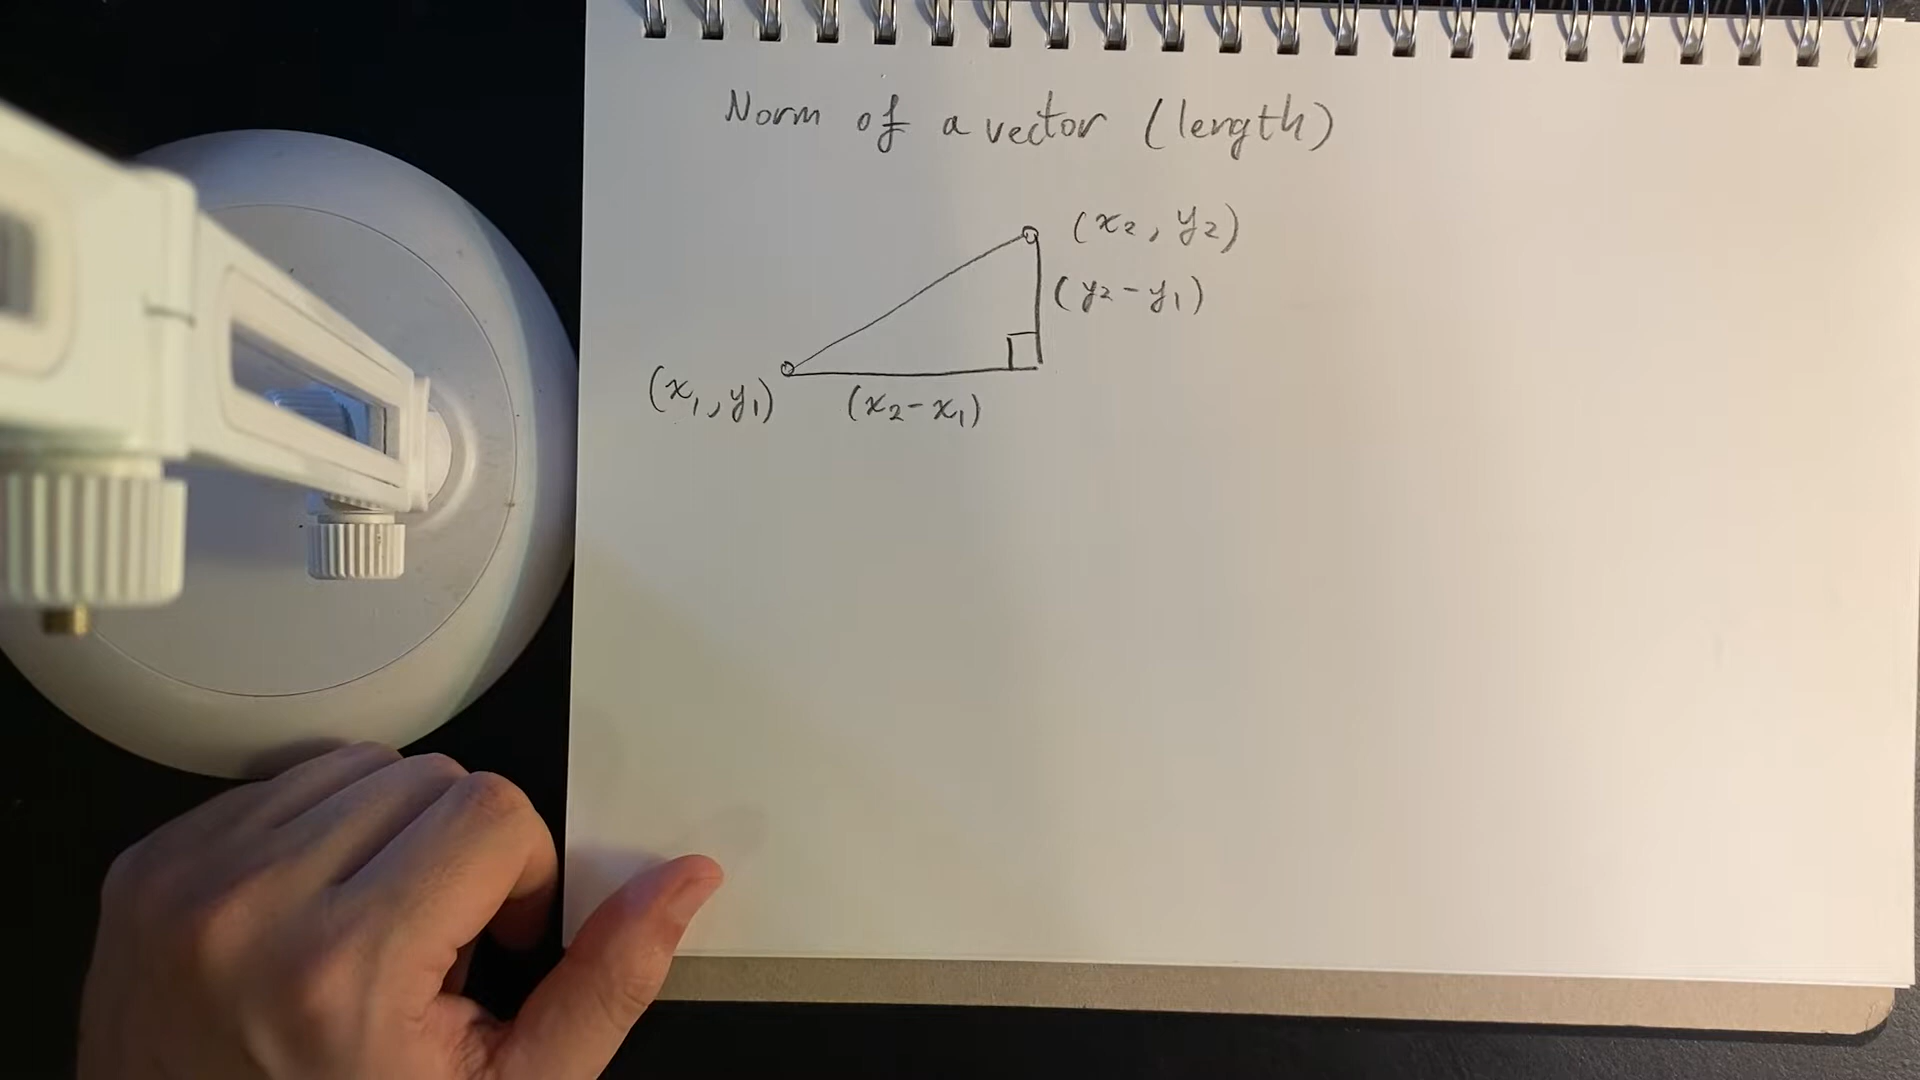 Norm of a vector (length)
(x₂, y₂)
(y₂-y₁)
(x₁, y₁)
(x₂-x₁)